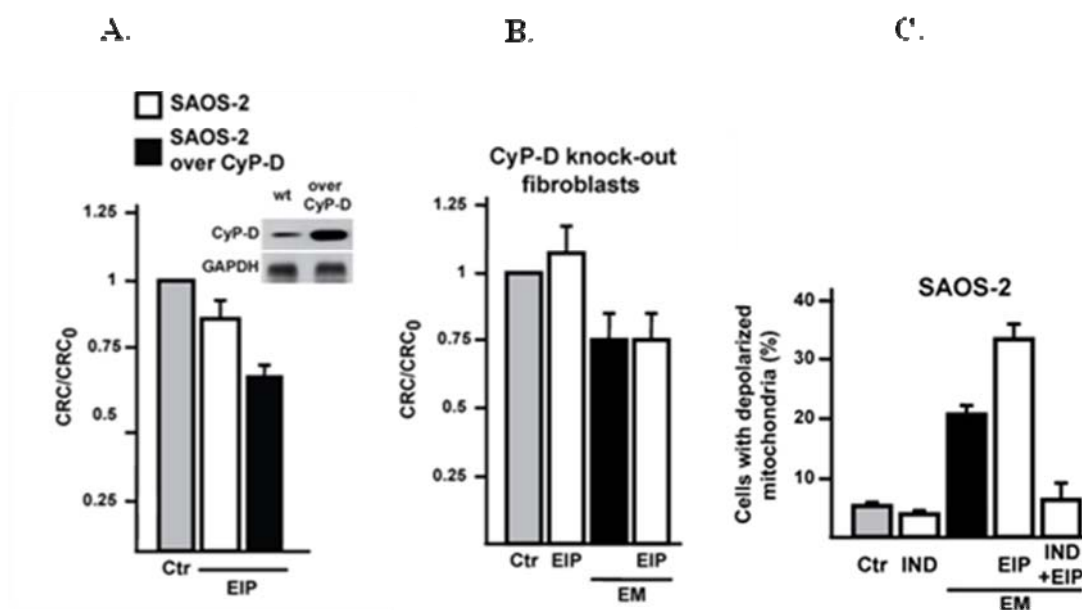 A.
B.
C.
SAOS-2
SAOS-2
over CyP-D
wt
over
CyP-D
CyP-D
GAPDH
1.25
1
0.75
0.5
0.25
CRC/CRC0
Ctr
EIP
CyP-D knock-out
fibroblasts
1.25
1
0.75
0.5
0.25
CRC/CRC0
Ctr EIP EIP
EM
SAOS-2
40
30
20
10
Cells with depolarized
mitochondria (%)
Ctr IND EIP IND
+EIP
EM